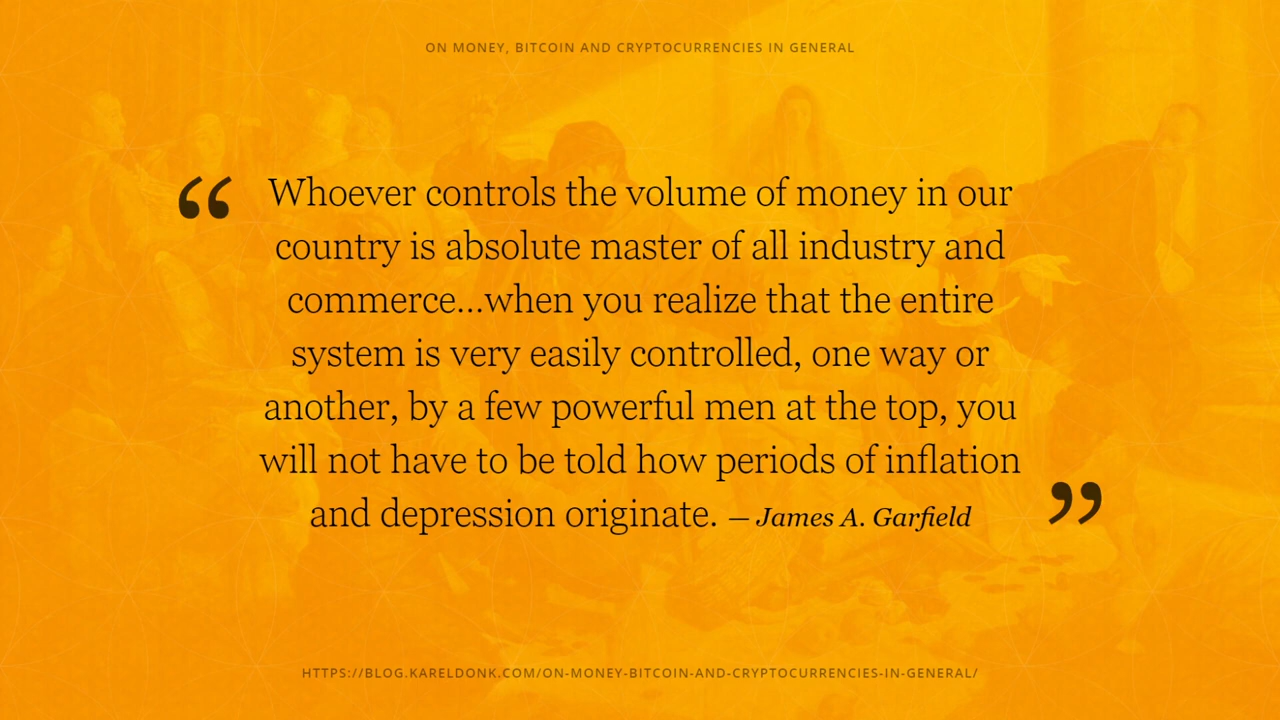 ON MONEY, BITCOIN AND CRYPTOCURRENCIES IN GENERAL
“Whoever controls the volume of money in our
country is absolute master of all industry and
commerce...when you realize that the entire
system is very easily controlled, one way or
another, by a few powerful men at the top, you
will not have to be told how periods of inflation
and depression originate. — James A. Garfield”
HTTPS://BLOG.KARELDONK.COM/ON-MONEY-BITCOIN-AND-CRYPTOCURRENCIES-IN-GENERAL/